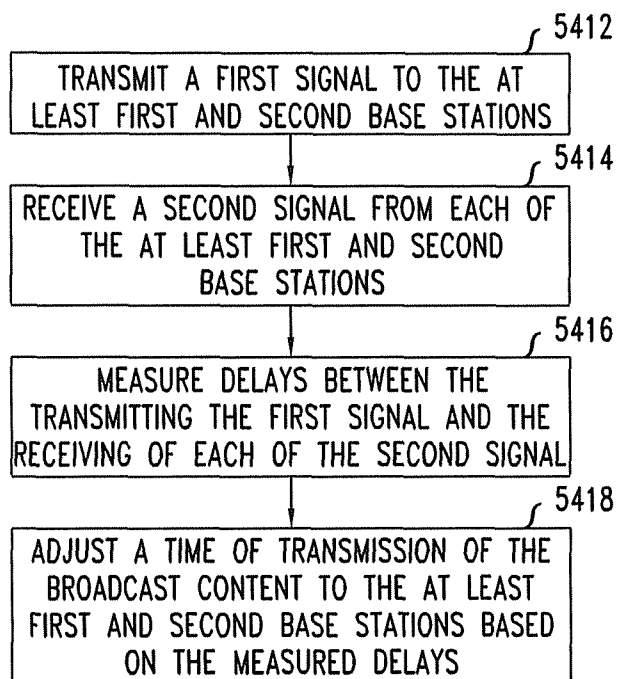 5412
TRANSMIT A FIRST SIGNAL TO THE AT
LEAST FIRST AND SECOND BASE STATIONS
5414
RECEIVE A SECOND SIGNAL FROM EACH OF
THE AT LEAST FIRST AND SECOND
BASE STATIONS
5416
MEASURE DELAYS BETWEEN THE
TRANSMITTING THE FIRST SIGNAL AND THE
RECEIVING OF EACH OF THE SECOND SIGNAL
5418
ADJUST A TIME OF TRANSMISSION OF THE
BROADCAST CONTENT TO THE AT LEAST
FIRST AND SECOND BASE STATIONS BASED
ON THE MEASURED DELAYS